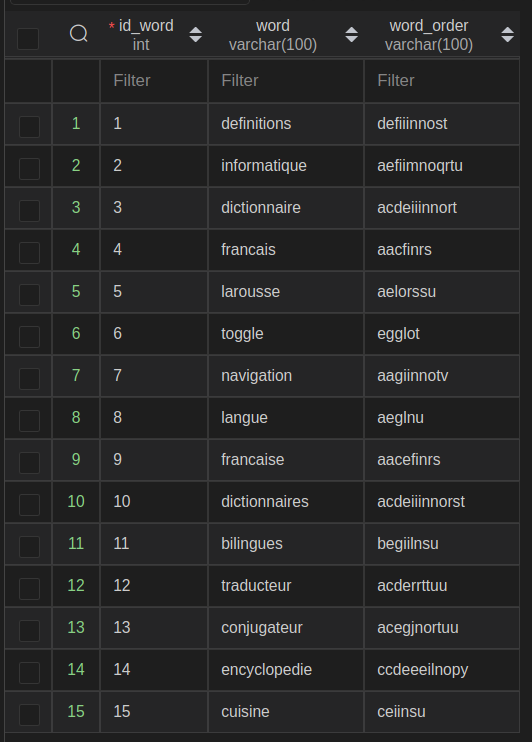 * id_word word word_order
int varchar(100) varchar(100)
Filter Filter Filter
1 1 definitions defiiinnost
2 2 informatique aefiimnoqrtu
3 3 dictionnaire acdeiiinnort
4 4 francais aacfinrs
5 5 larousse aelorssu
6 6 toggle egglot
7 7 navigation aagiinnotv
8 8 langue aeglnu
9 9 francaise aacefinrs
10 10 dictionnaires acdeiiinnorst
11 11 bilingues begiilnsu
12 12 traducteur acderrttuu
13 13 conjugateur acegjnortuu
14 14 encyclopedie ccdeeeilnopy
15 15 cuisine ceiinsu